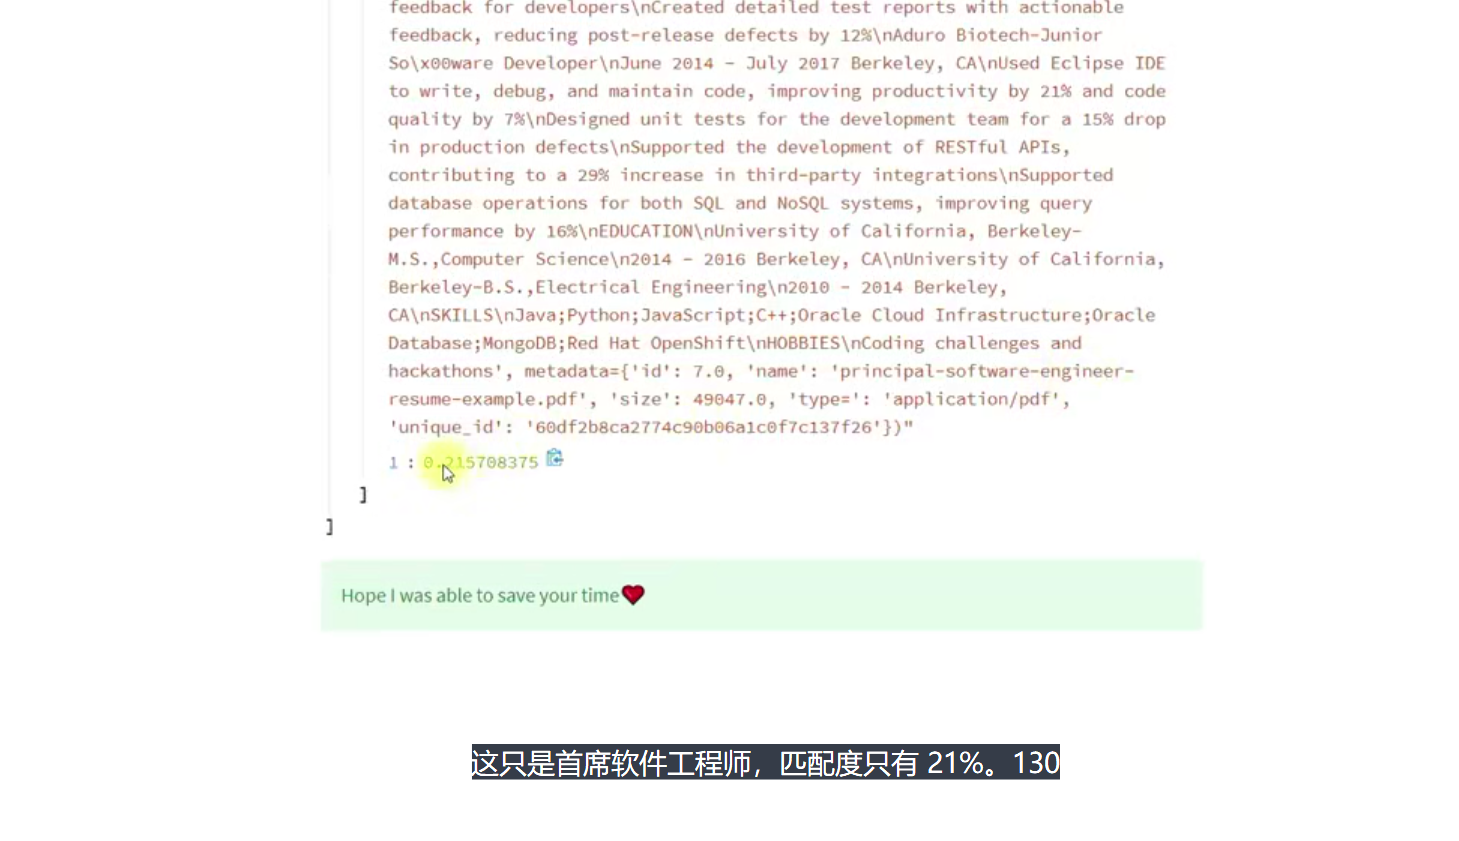 feedback for developers\nCreated detailed test reports with actionable
feedback, reducing post-release defects by 12%\nAduro Biotech-Junior
So\x00ware Developer\nJune 2014 - July 2017 Berkeley, CA\nUsed Eclipse IDE
to write, debug, and maintain code, improving productivity by 21% and code
quality by 7%\nDesigned unit tests for the development team for a 15% drop
in production defects\nSupported the development of RESTful APIs,
contributing to a 29% increase in third-party integrations\nSupported
database operations for both SQL and NoSQL systems, improving query
performance by 16%\nEDUCATION\nUniversity of California, Berkeley-
M.S.,Computer Science\n2014 - 2016 Berkeley, CA\nUniversity of California,
Berkeley-B.S.,Electrical Engineering\n2010 - 2014 Berkeley,
CA\nSKILLS\nJava;Python;JavaScript;C++;Oracle Cloud Infrastructure;Oracle
Database;MongoDB;Red Hat OpenShift\nHOBBIES\nCoding challenges and
hackathons', metadata={'id': 7.0, 'name': 'principal-software-engineer-
resume-example.pdf', 'size': 49047.0, 'type=': 'application/pdf',
'unique_id': '60df2b8ca2774c90b06a1c0f7c137f26'})"
1 : 0.215708375
]
]
Hope I was able to save your time❤️
这只是首席软件工程师，匹配度只有 21%。130